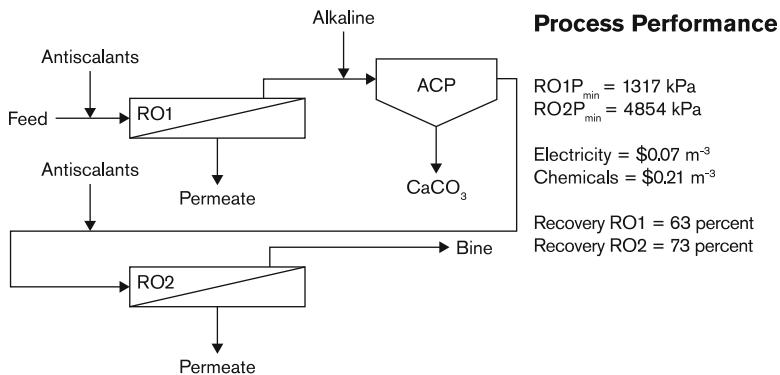 Process Performance
RO1P_min = 1317 kPa
RO2P_min = 4854 kPa
Electricity = $0.07 m⁻³
Chemicals = $0.21 m⁻³
Recovery RO1 = 63 percent
Recovery RO2 = 73 percent
Alkaline
Antiscalants
Feed
RO1
ACP
Permeate
CaCO₃
Antiscalants
Bine
RO2
Permeate